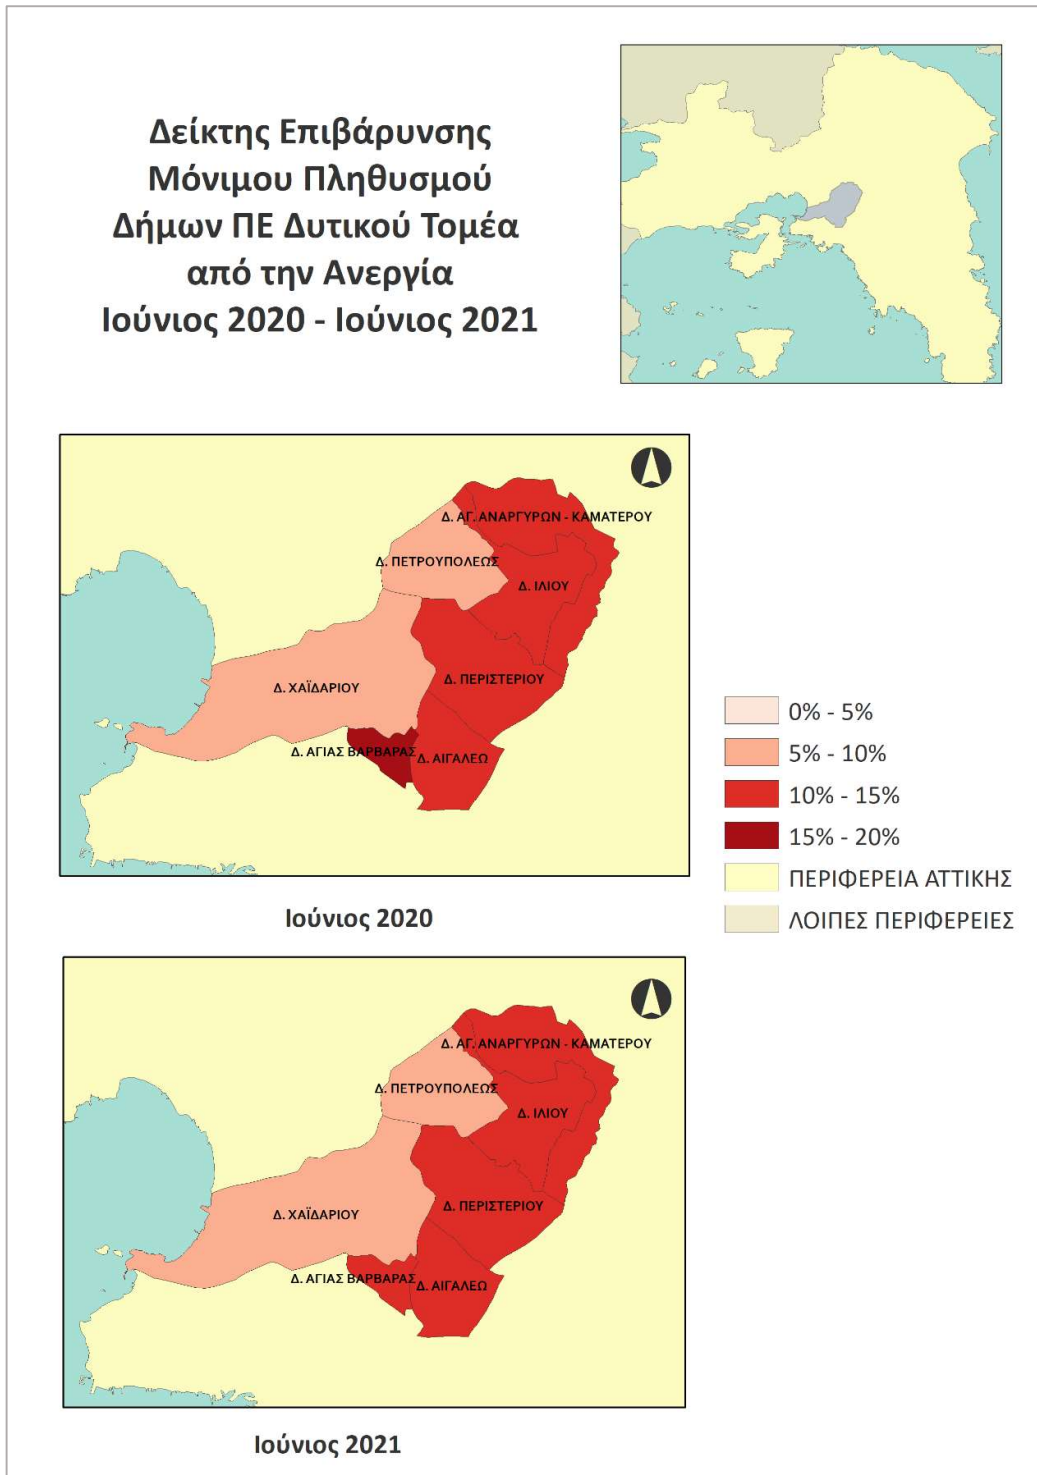 Δείκτης Επιβάρυνσης
Μόνιμου Πληθυσμού
Δήμων ΠΕ Δυτικού Τομέα
από την Ανεργία
Ιούνιος 2020 - Ιούνιος 2021
Δ. ΑΓ. ΑΝΑΡΓΥΡΩΝ - ΚΑΜΑΤΕΡΟΥ
Δ. ΠΕΤΡΟΥΠΟΛΕΩΣ
Δ. ΙΛΙΟΥ
Δ. ΠΕΡΙΣΤΕΡΙΟΥ
Δ. ΧΑΪΔΑΡΙΟΥ
Δ. ΑΓΙΑΣ ΒΑΡΒΑΡΑΣ
Δ. ΑΙΓΑΛΕΩ
Ιούνιος 2020
0% - 5%
5% - 10%
10% - 15%
15% - 20%
ΠΕΡΙΦΕΡΕΙΑ ΑΤΤΙΚΗΣ
ΛΟΙΠΕΣ ΠΕΡΙΦΕΡΕΙΕΣ
Δ. ΑΓ. ΑΝΑΡΓΥΡΩΝ - ΚΑΜΑΤΕΡΟΥ
Δ. ΠΕΤΡΟΥΠΟΛΕΩΣ
Δ. ΙΛΙΟΥ
Δ. ΠΕΡΙΣΤΕΡΙΟΥ
Δ. ΧΑΪΔΑΡΙΟΥ
Δ. ΑΓΙΑΣ ΒΑΡΒΑΡΑΣ
Δ. ΑΙΓΑΛΕΩ
Ιούνιος 2021